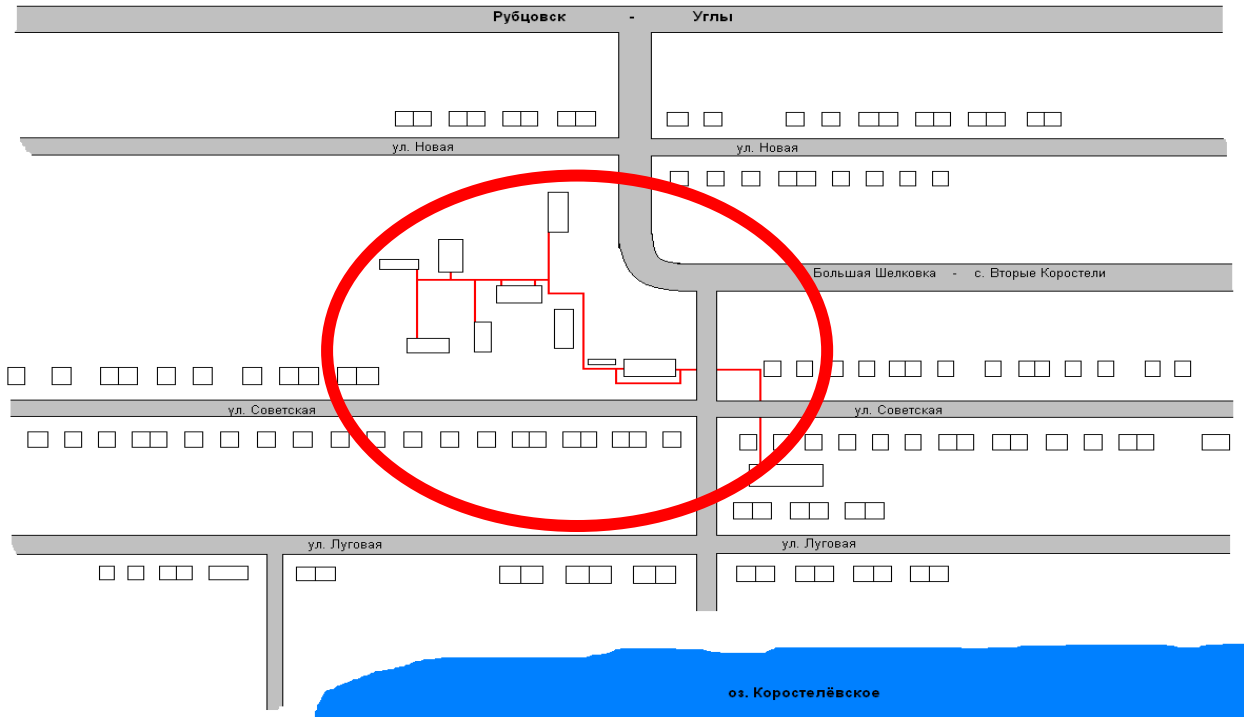 Рубцовск - Углы
ул. Новая
ул. Новая
Большая Шелковка - с. Вторые Коростели
ул. Советская
ул. Советская
ул. Луговая
ул. Луговая
оз. Коростелёвское